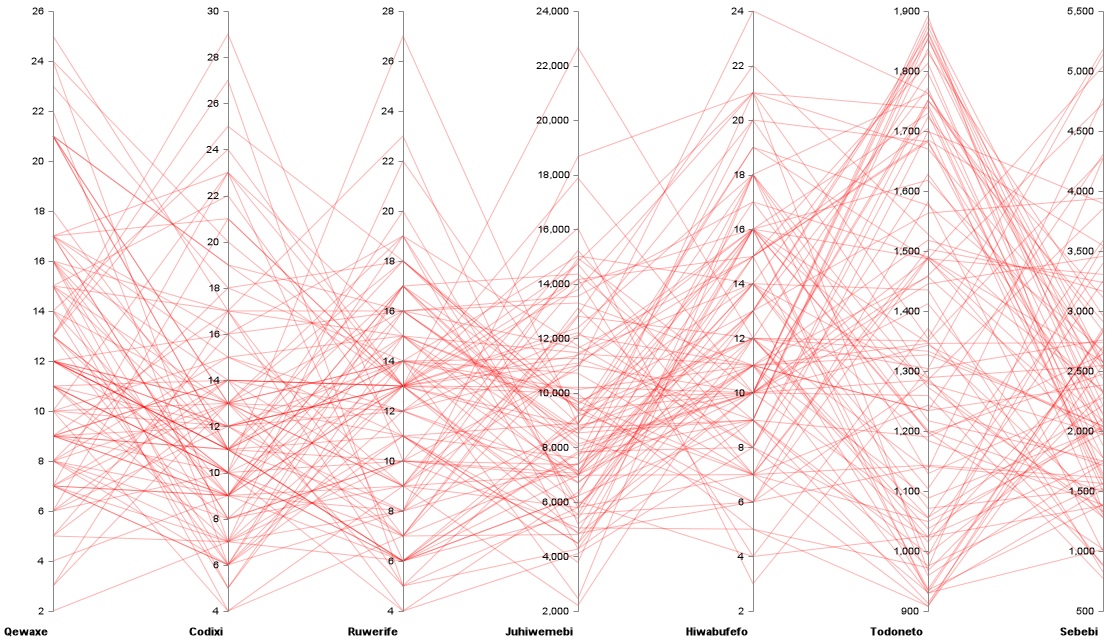 26 30 28 24,000 24 1,900 5,500
24 28 26 22,000 22 1,800 5,000
22 26 24 20,000 20 1,700 4,500
20 24 22 18,000 18 1,600 4,000
18 22 20 16,000 16 1,500 3,500
16 20 18 14,000 14 1,400 3,000
14 18 16 12,000 12 1,300 2,500
12 16 14 10,000 10 1,200 2,000
10 14 12 8,000 8 1,100 1,500
8 12 10 6,000 6 1,000 1,000
6 10 8 4,000 4 900 500
4 8 6 2,000 2
2 6 4
4
Qewaxe Codixi Ruwerife Juhiwemebi Hiwabufefo Todoneto Sebebi